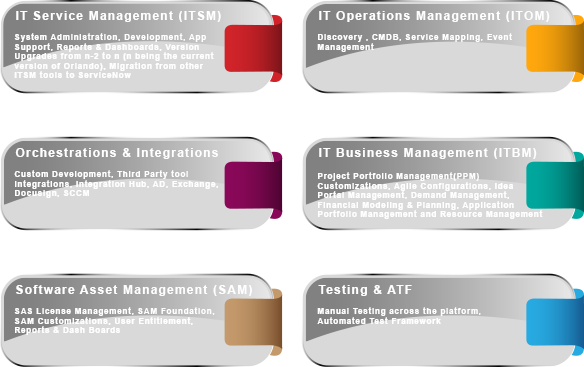 IT Service Management (ITSM)
System Administration, Development, App
Support, Reports & Dashboards, Version
Upgrades from n-2 to n (n being the current
version of Orlando), Migration from other
ITSM tools to ServiceNow
IT Operations Management (ITOM)
Discovery , CMDB, Service Mapping, Event
Management
Orchestrations & Integrations
Custom Development, Third Party tool
Integrations, Integration Hub, AD, Exchange,
Docusign, SCCM
IT Business Management (ITBM)
Project Portfolio Management(PPM)
Customizations, Agile Configurations, Idea
Portal Management, Demand Management,
Financial Modeling & Planning, Application
Portfolio Management and Resource Management
Software Asset Management (SAM)
SAS License Management, SAM Foundation,
SAM Customizations, User Entitlement,
Reports & Dash Boards
Testing & ATF
Manual Testing across the platform,
Automated Test Framework